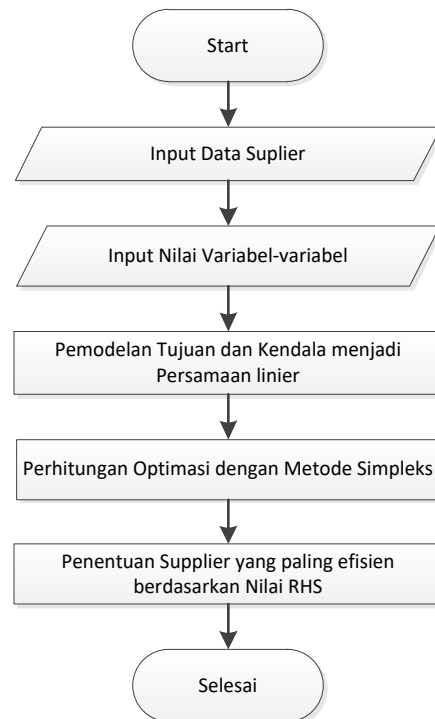 Start
Input Data Suplier
Input Nilai Variabel-variabel
Pemodelan Tujuan dan Kendala menjadi
Persamaan linier
Perhitungan Optimasi dengan Metode Simpleks
Penentuan Supplier yang paling efisien
berdasarkan Nilai RHS
Selesai